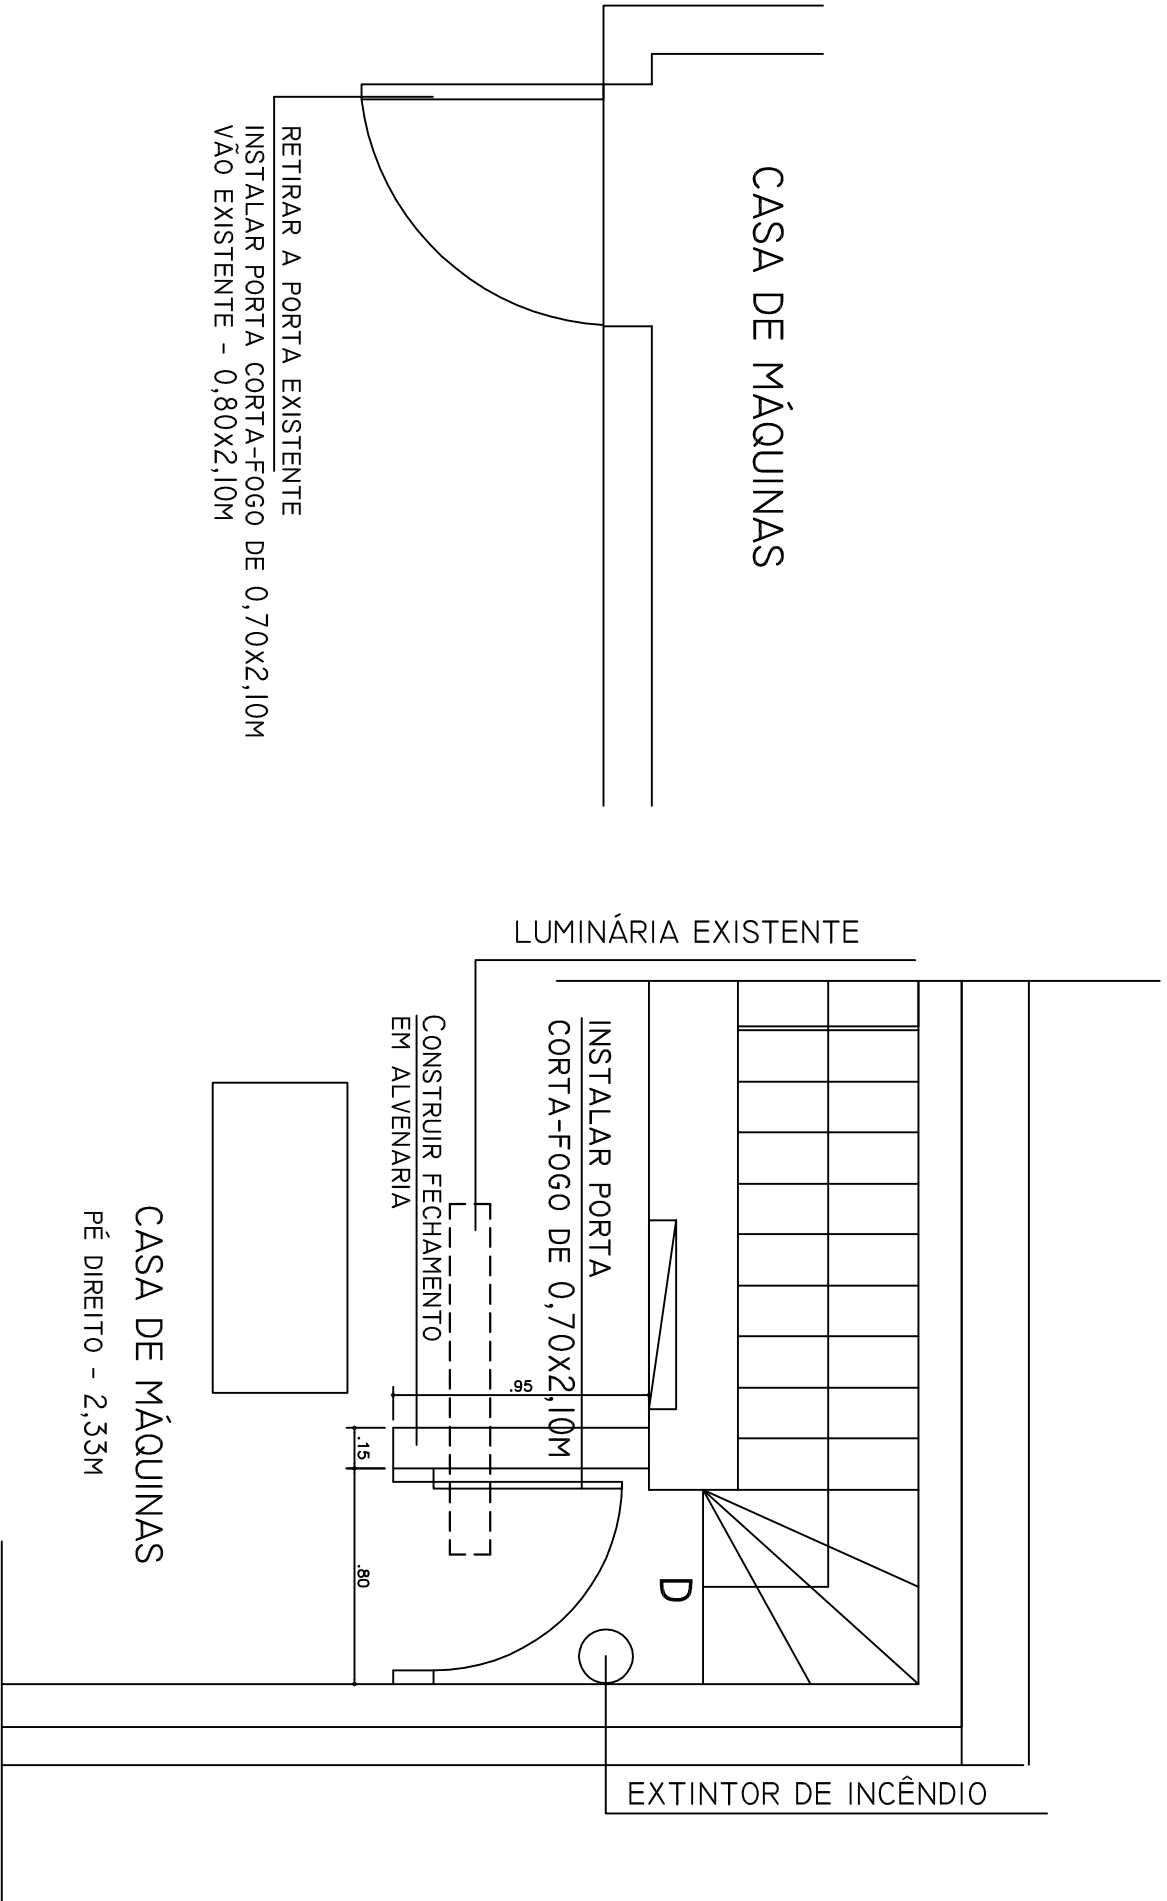 CASA DE MÁQUINAS
RETIRAR A PORTA EXISTENTE
INSTALAR PORTA CORTA-FOGO DE 0,70x2,10M
VÃO EXISTENTE - 0,80x2,10M
LUMINÁRIA EXISTENTE
INSTALAR PORTA
CORTA-FOGO DE 0,70x2,10M
CONSTRUIR FECHAMENTO
EM ALVENARIA
.95
.15
.80
D
CASA DE MÁQUINAS
PÉ DIREITO - 2,33M
EXTINTOR DE INCÊNDIO